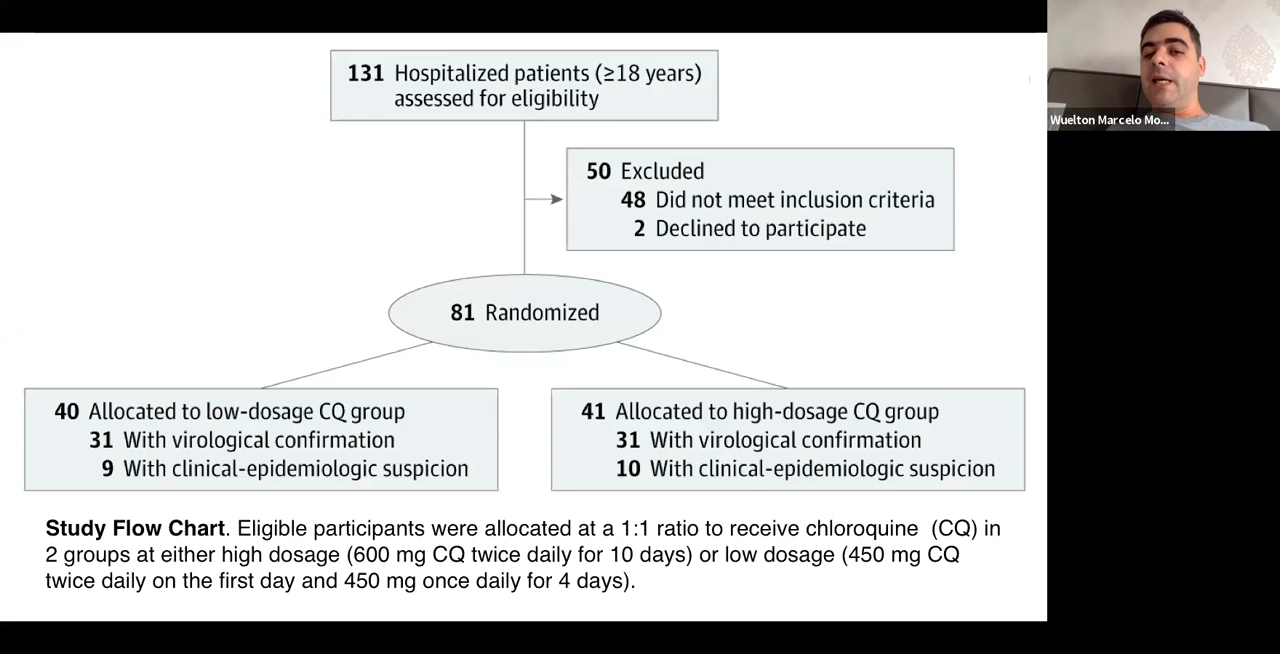 131 Hospitalized patients (≥18 years)
assessed for eligibility
Wuelton Marcelo Mo...
50 Excluded
48 Did not meet inclusion criteria
2 Declined to participate
81 Randomized
40 Allocated to low-dosage CQ group
31 With virological confirmation
9 With clinical-epidemiologic suspicion
41 Allocated to high-dosage CQ group
31 With virological confirmation
10 With clinical-epidemiologic suspicion
Study Flow Chart. Eligible participants were allocated at a 1:1 ratio to receive chloroquine (CQ) in
2 groups at either high dosage (600 mg CQ twice daily for 10 days) or low dosage (450 mg CQ
twice daily on the first day and 450 mg once daily for 4 days).